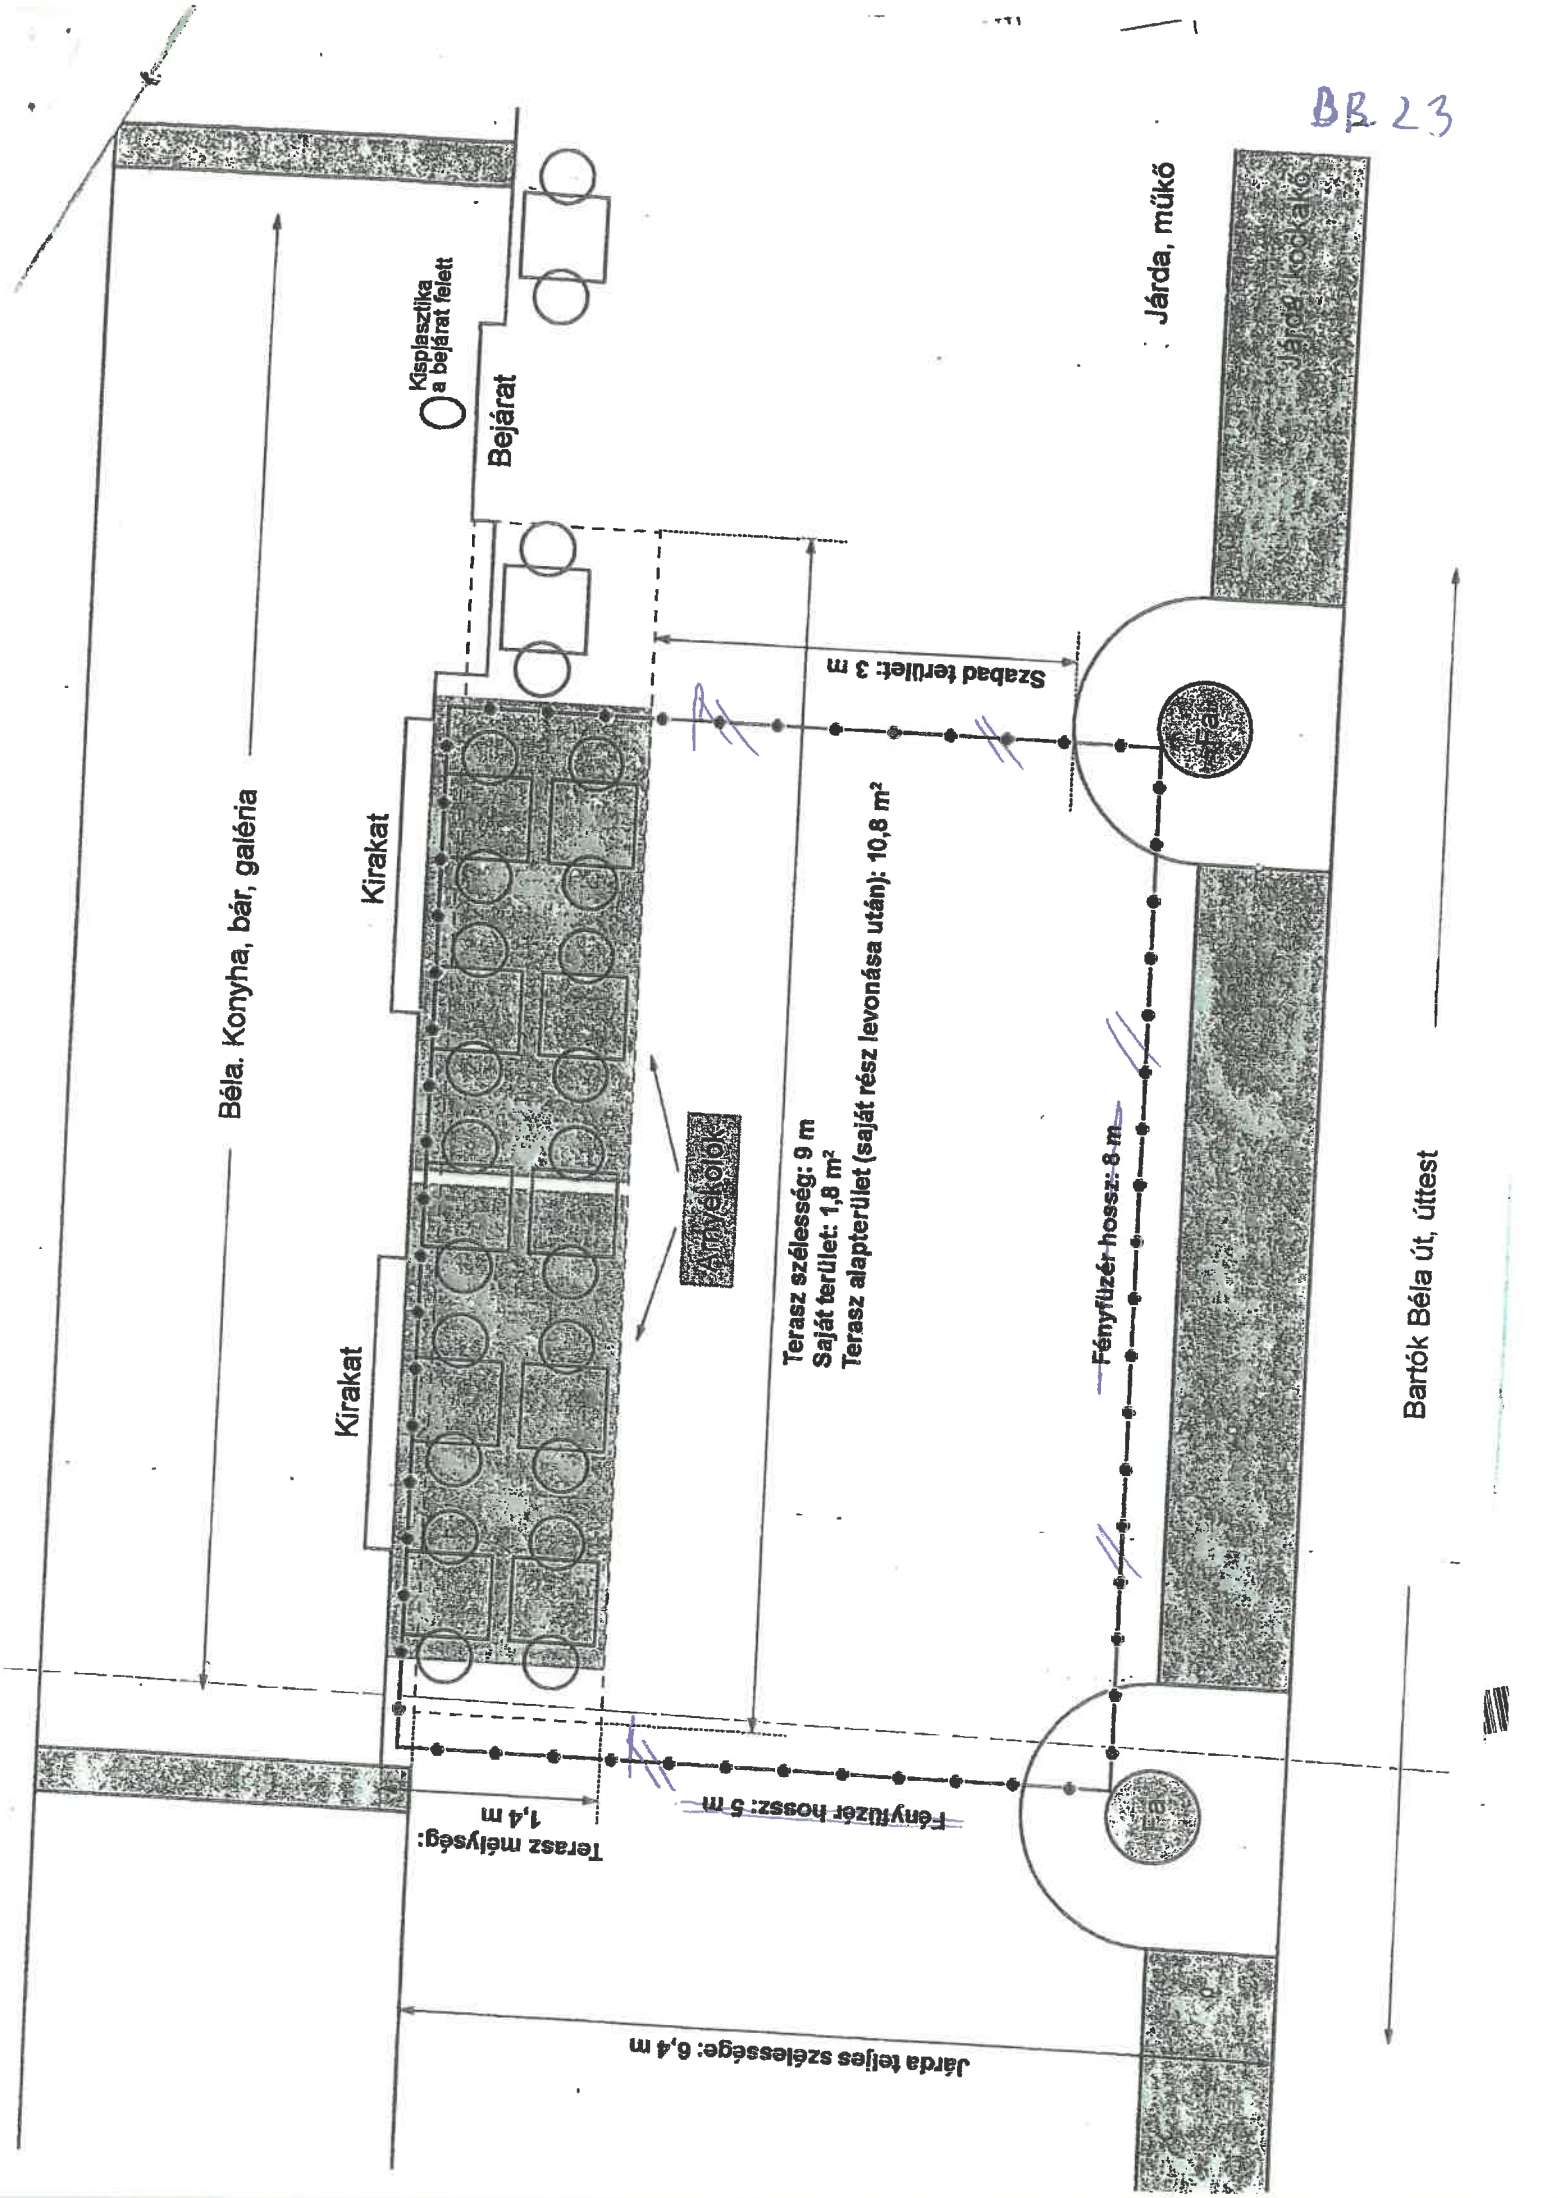 BB 23
Béla. Konyha, bár, galéria
Kisplasztika
a bejárat felett
Bejárat
Kirakat
Kirakat
Árnyékolók
Terasz szélesség: 9 m
Saját terület: 1,8 m²
Terasz alapterület (saját rész levonása után): 10,8 m²
Szabad terület: 3 m
Terasz mélység:
1,4 m
Fényfüzér hossz: 5 m
Fényfüzér hossz: 8 m
Járda teljes szélessége: 6,4 m
Járda, műkő
Járda, kockakő
Fa
Fa
Bartók Béla út, úttest